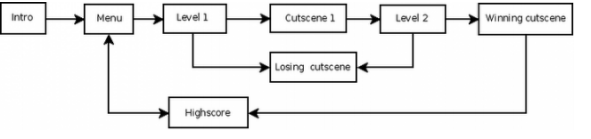 Intro
Menu
Level 1
Cutscene 1
Level 2
Winning cutscene
Losing cutscene
Highscore